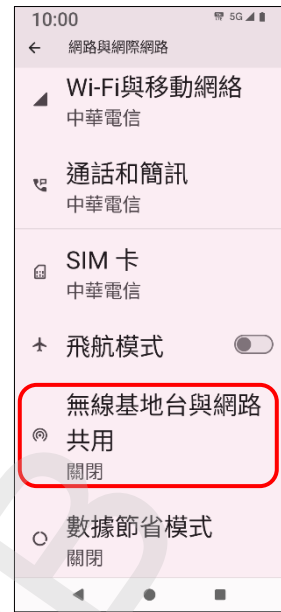 10:00 5G
網路與網際網路
Wi-Fi與移動網絡
中華電信
通話和簡訊
中華電信
SIM 卡
中華電信
飛航模式
無線基地台與網路
共用
關閉
數據節省模式
關閉